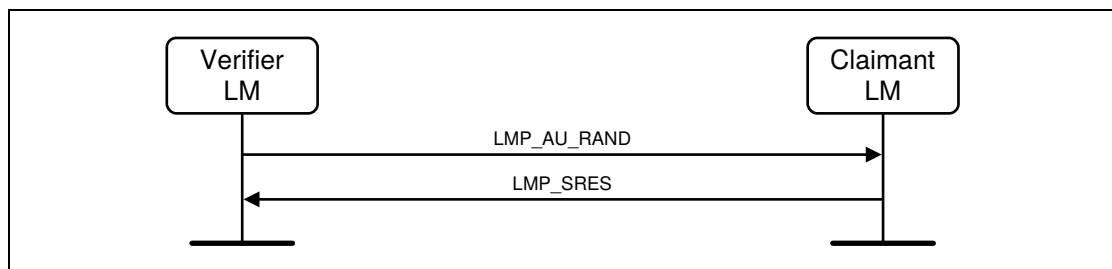 Verifier
LM
Claimant
LM
LMP_AU_RAND
LMP_SRES